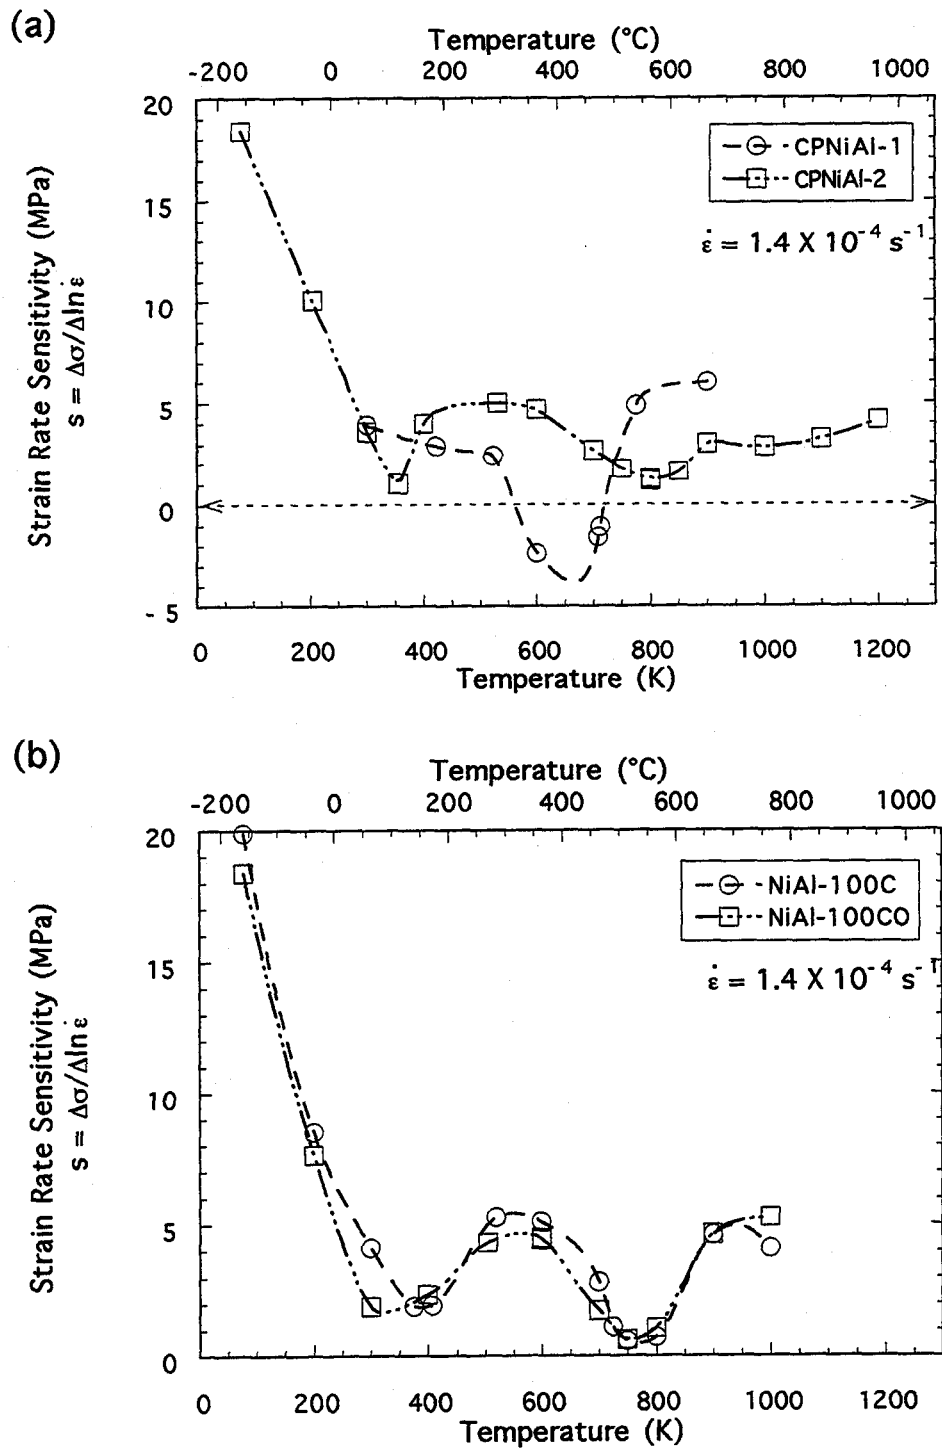 (a)
Temperature (°C)
-200 0 200 400 600 800 1000
20
15
10
5
0
- 5
Strain Rate Sensitivity (MPa)
s = Δσ/Δln ε̇
CPNiAl-1
CPNiAl-2
ε̇ = 1.4 X 10⁻⁴ s⁻¹
0 200 400 600 800 1000 1200
Temperature (K)
(b)
Temperature (°C)
-200 0 200 400 600 800 1000
20
15
10
5
0
Strain Rate Sensitivity (MPa)
s = Δσ/Δln ε̇
NiAl-100C
NiAl-100CO
ε̇ = 1.4 X 10⁻⁴ s⁻¹
0 200 400 600 800 1000 1200
Temperature (K)